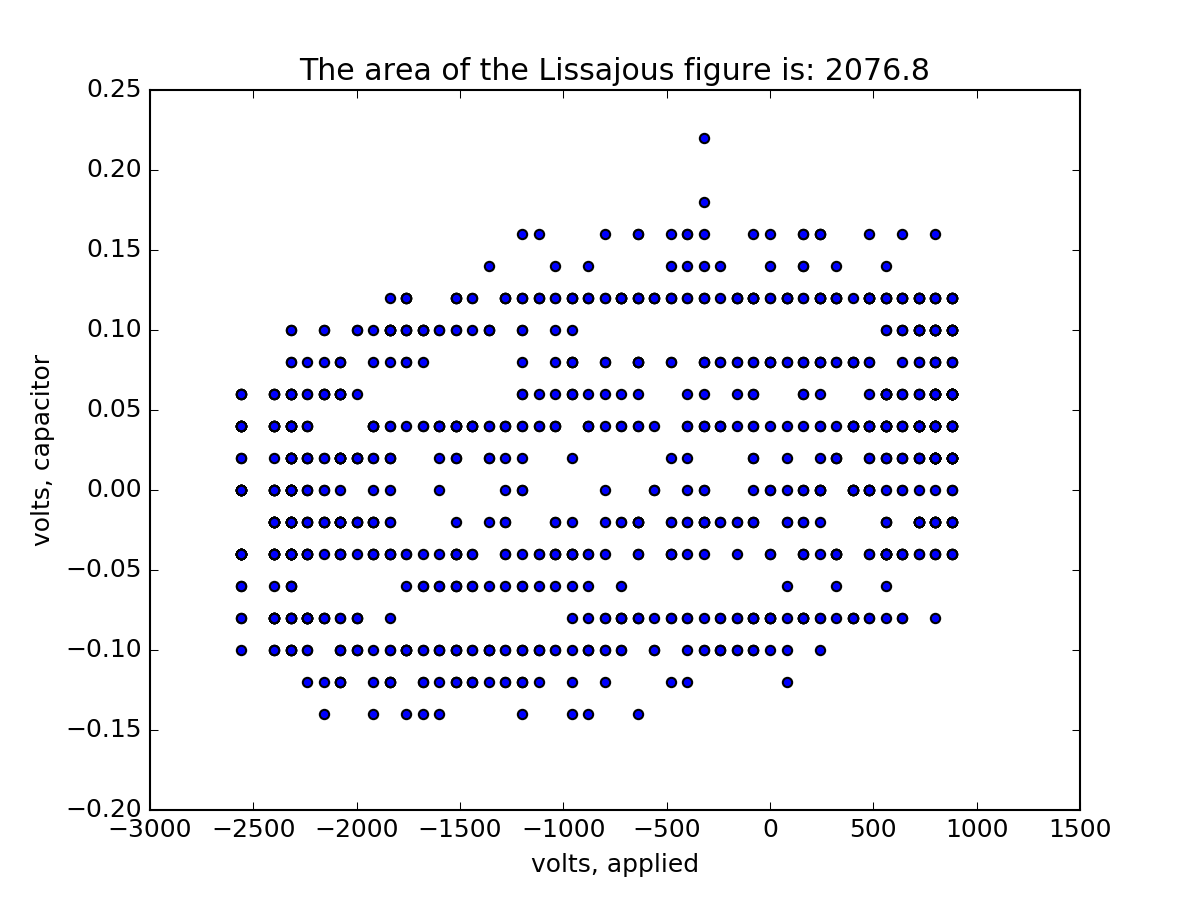 The area of the Lissajous figure is: 2076.8
0.25
0.20
0.15
0.10
0.05
0.00
−0.05
−0.10
−0.15
−0.20
volts, capacitor
−3000 −2500 −2000 −1500 −1000 −500 0 500 1000 1500
volts, applied